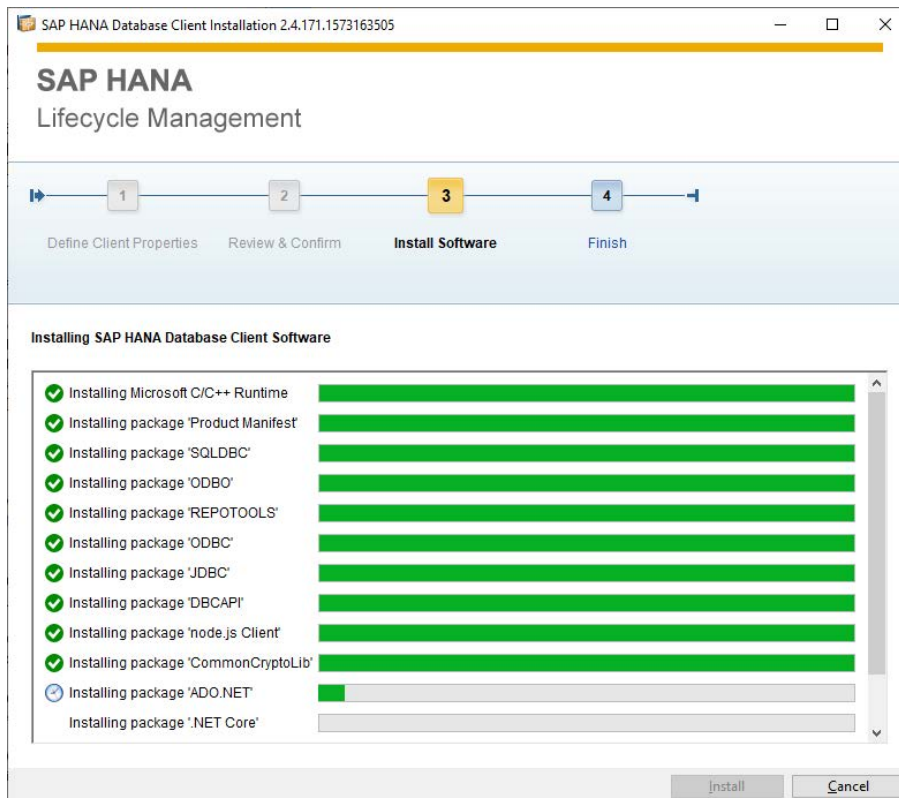 SAP HANA Database Client Installation 2.4.171.1573163505
SAP HANA
Lifecycle Management
1 2 3 4
Define Client Properties Review & Confirm Install Software Finish
Installing SAP HANA Database Client Software
Installing Microsoft C/C++ Runtime
Installing package 'Product Manifest'
Installing package 'SQLDBC'
Installing package 'ODBO'
Installing package 'REPOTOOLS'
Installing package 'ODBC'
Installing package 'JDBC'
Installing package 'DBCAPI'
Installing package 'node.js Client'
Installing package 'CommonCryptoLib'
Installing package 'ADO.NET'
Installing package '.NET Core'
Install Cancel